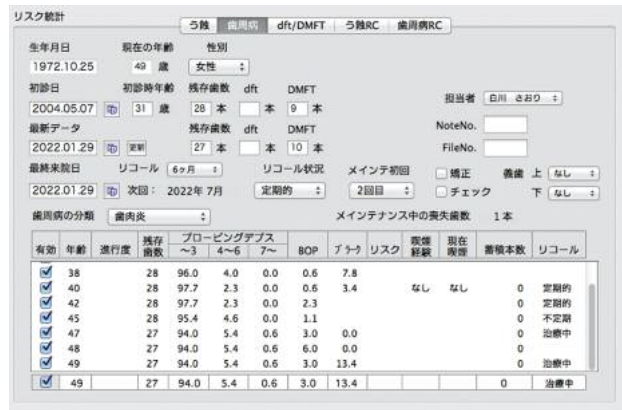 リスク統計
う蝕 歯周病 dft/DMFT う蝕RC 歯周病RC
生年月日 現在の年齢 性別
1972.10.25 49 歳 女性
初診日 初診時年齢 残存歯数 dft DMFT
2004.05.07 31 歳 28 本 本 9 本 担当者 白川 さおり
最新データ 残存歯数 dft DMFT NoteNo.
2022.01.29 更新 27 本 本 10 本 FileNo.
最終来院日 リコール 6ヶ月 リコール状況 メインテ初回 矯正 義歯 上 なし
2022.01.29 次回: 2022年 7月 定期的 2回目 チェック 下 なし
歯周病の分類 歯肉炎 メインテナンス中の喪失歯数 1本
有効 年齢 進行度 残存歯数 プロービングデプス ~3 4~6 7~ BOP プラーク リスク 喫煙経験 現在喫煙 蓄積本数 リコール
38 28 96.0 4.0 0.0 0.6 7.8
40 28 97.7 2.3 0.0 0.6 3.4 なし なし 0 定期的
42 28 97.7 2.3 0.0 2.3 0 定期的
45 28 95.4 4.6 0.0 1.1 0 不定期
47 27 94.0 5.4 0.6 3.0 0.0 0 治療中
48 27 94.0 5.4 0.6 6.0 0.0 0
49 27 94.0 5.4 0.6 3.0 13.4 0 治療中
49 27 94.0 5.4 0.6 3.0 13.4 0 治療中